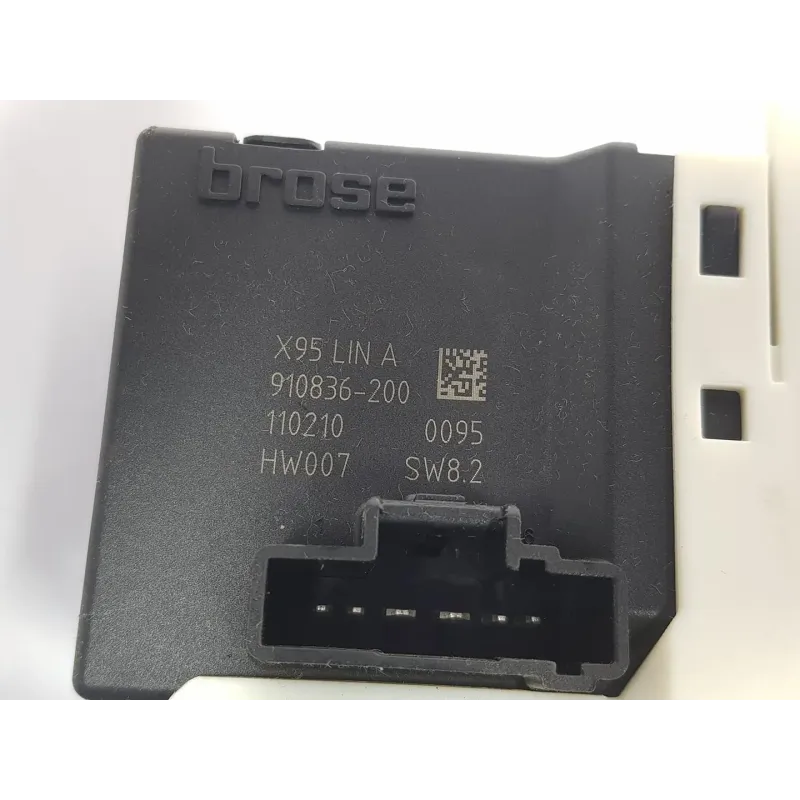 brose
X95 LIN A
910836-200
110210 0095
HW007 SW8.2